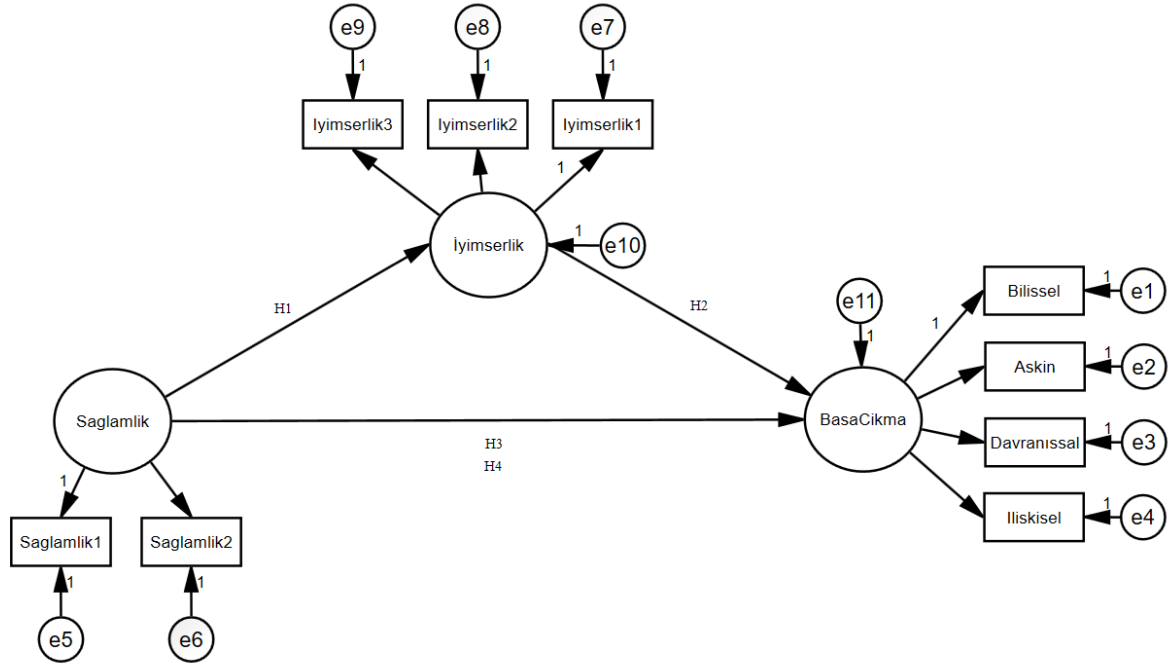 e9
e8
e7
1
1
1
Iyimserlik3
Iyimserlik2
Iyimserlik1
1
İyimserlik
1
e10
H1
H2
e11
1
1
Bilissel
1
e1
Askin
1
e2
Saglamlik
BasaCikma
Davranıssal
1
e3
H3
H4
1
Iliskisel
1
e4
Saglamlik1
Saglamlik2
1
1
e5
e6